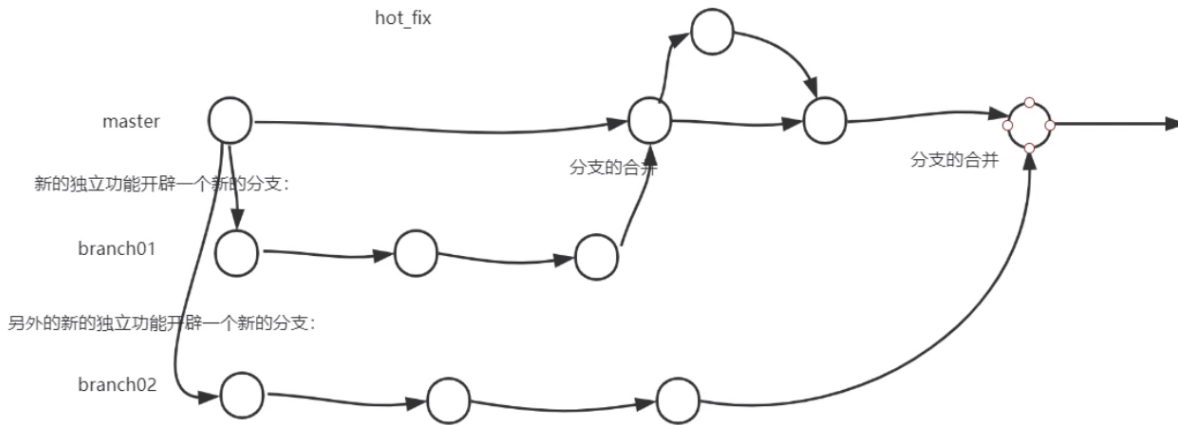 hot_fix
master
分支的合并
分支的合并
新的独立功能开辟一个新的分支：
branch01
另外的新的独立功能开辟一个新的分支：
branch02